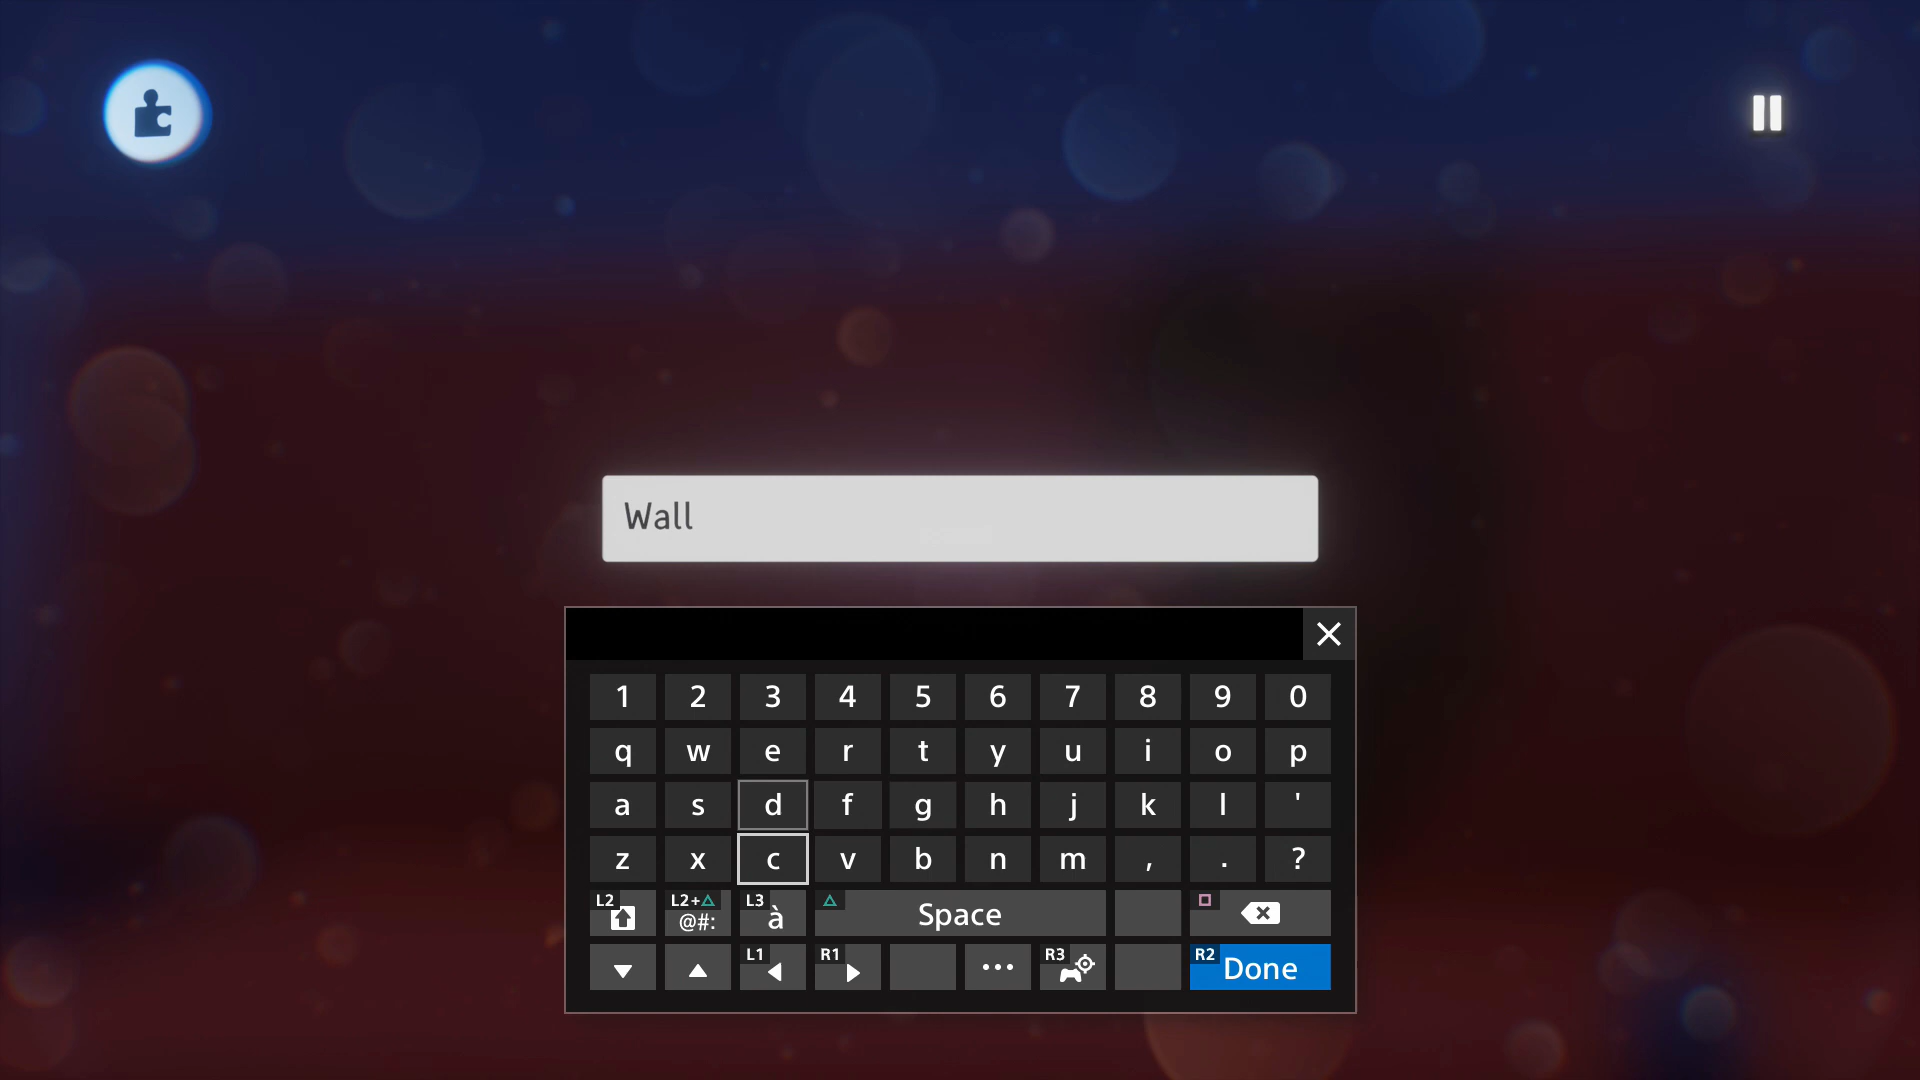 Wall
1 2 3 4 5 6 7 8 9 0
q w e r t y u i o p
a s d f g h j k l '
z x c v b n m , . ?
L2 L2+△ @#: L3 à △ Space
L1 R1 ... R3 R2 Done